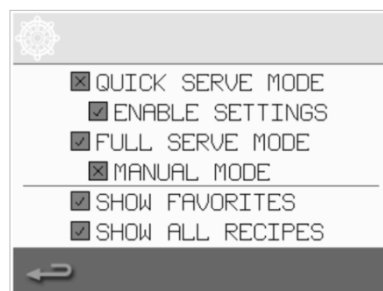 QUICK SERVE MODE
ENABLE SETTINGS
FULL SERVE MODE
MANUAL MODE
SHOW FAVORITES
SHOW ALL RECIPES